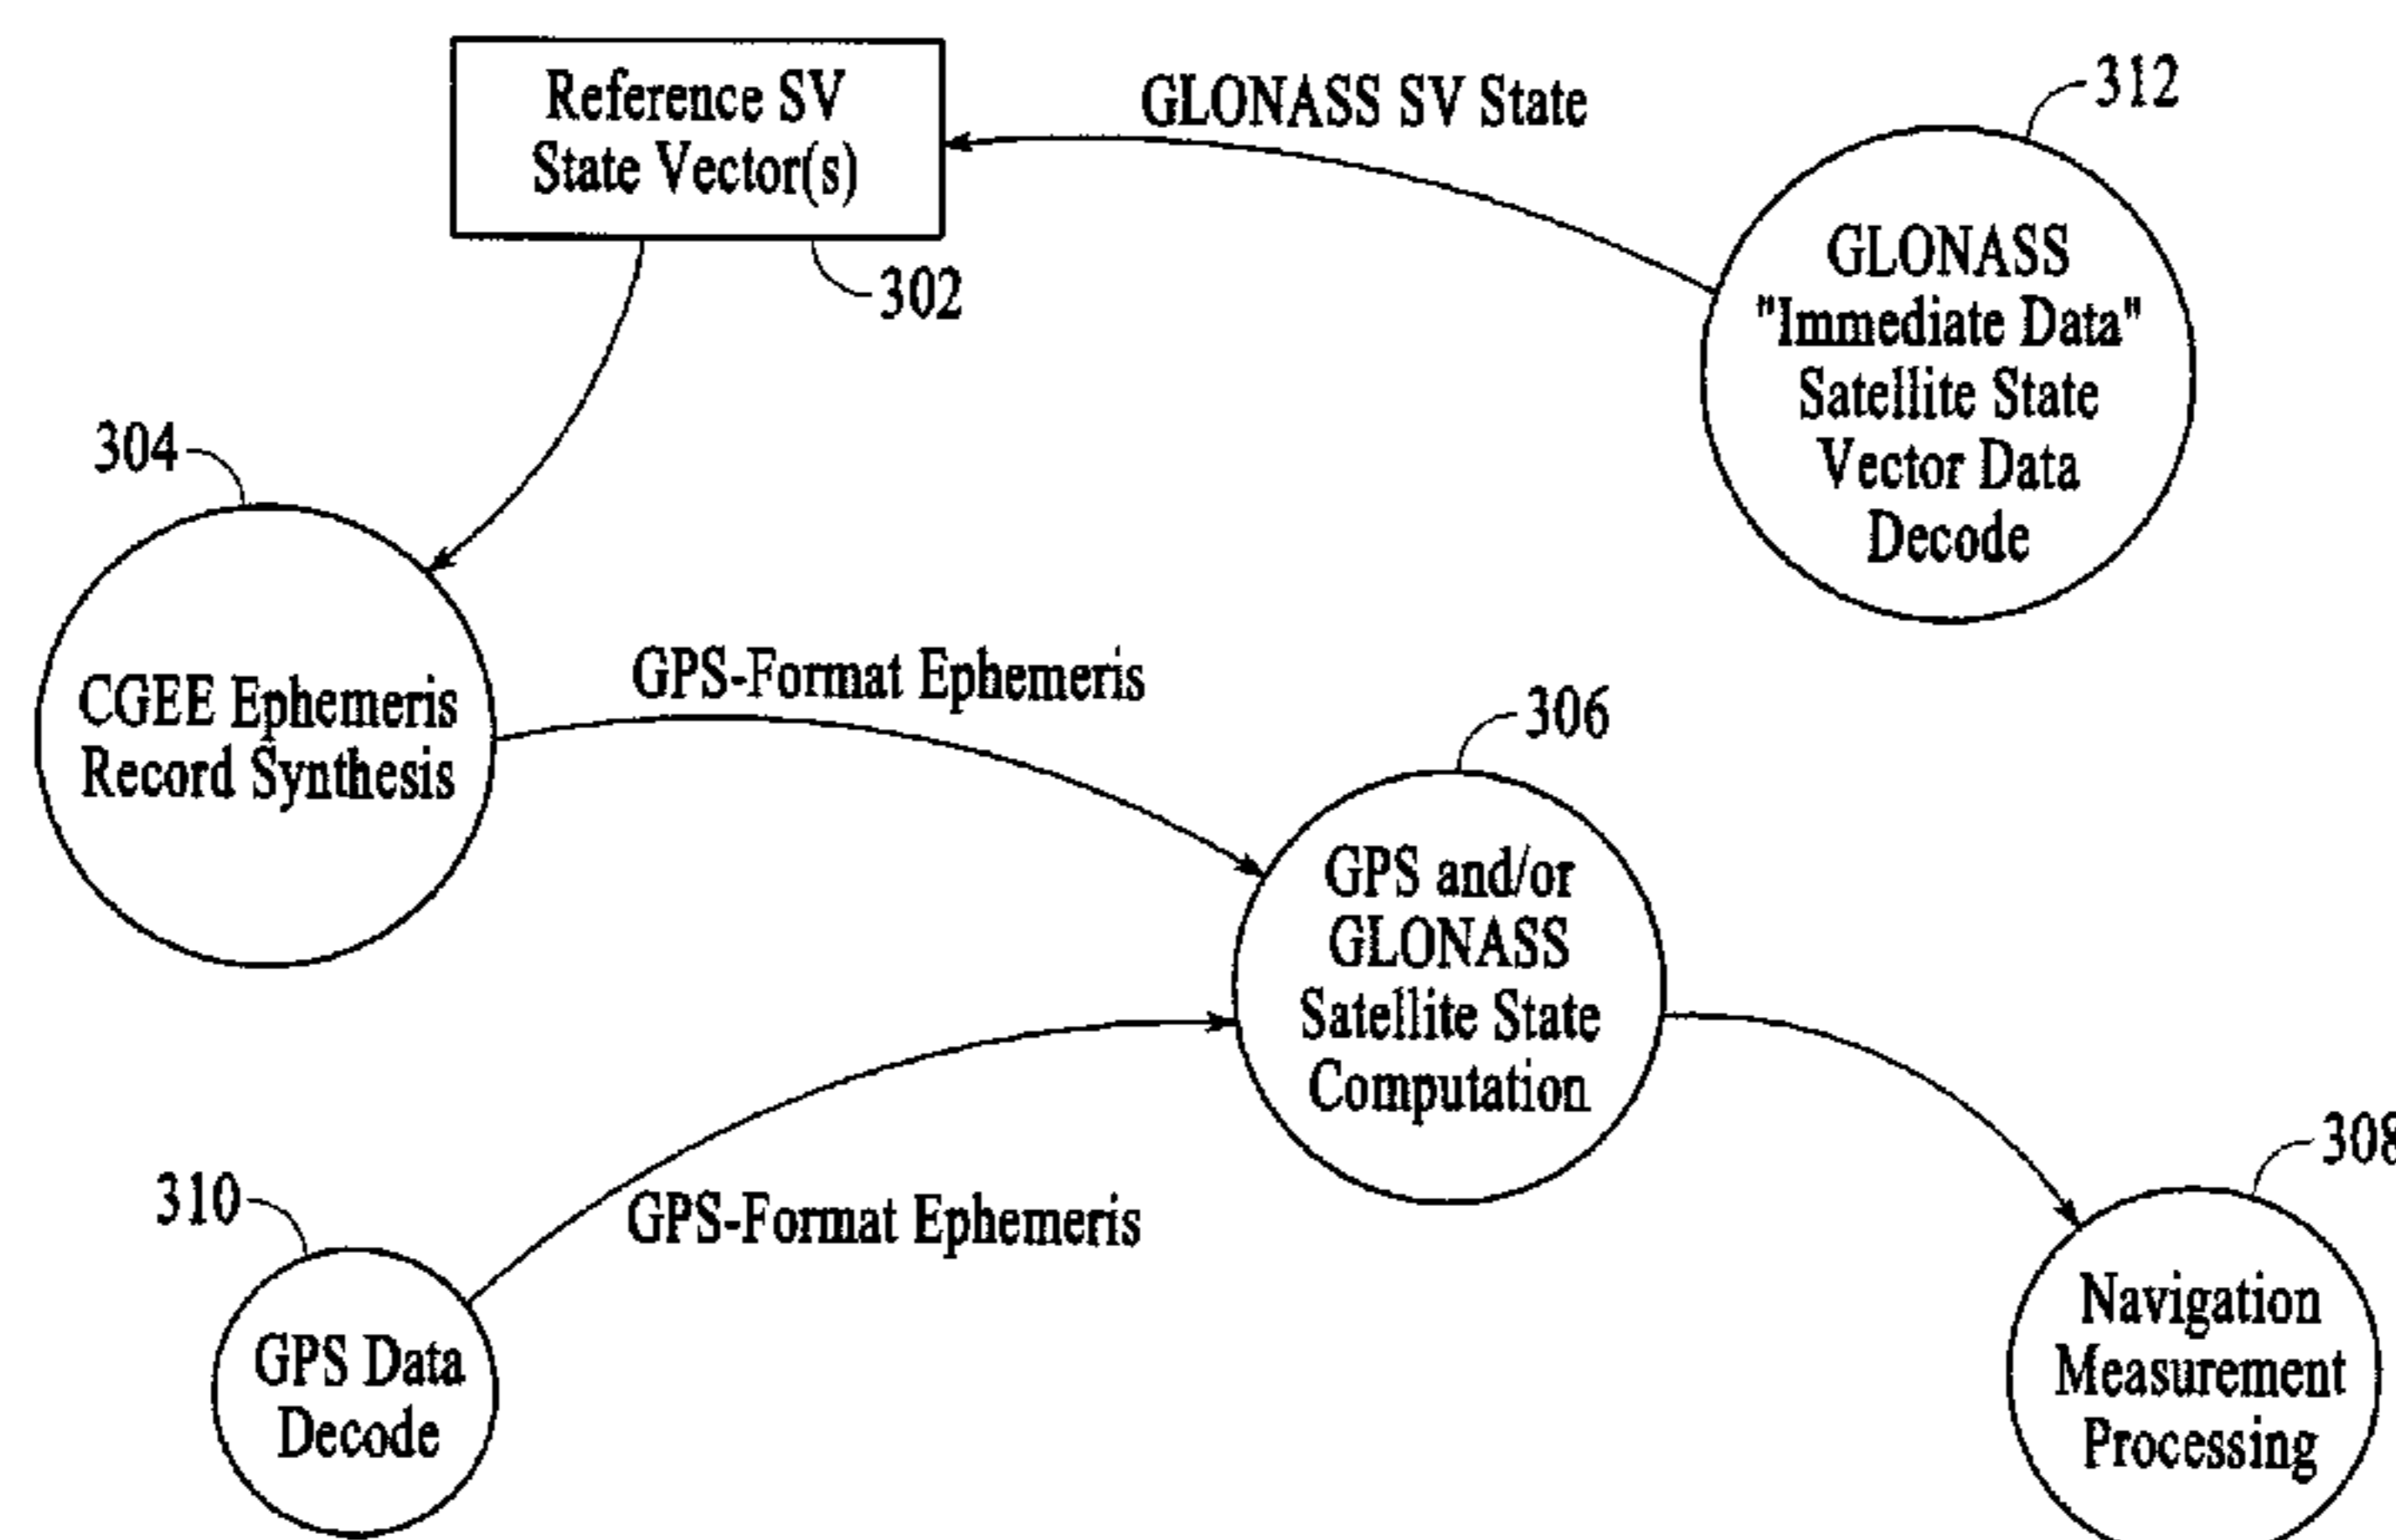 Reference SV
State Vector(s)
302
GLONASS SV State
312
GLONASS
"Immediate Data"
Satellite State
Vector Data
Decode
304
CGEE Ephemeris
Record Synthesis
GPS-Format Ephemeris
306
GPS and/or
GLONASS
Satellite State
Computation
310
GPS Data
Decode
GPS-Format Ephemeris
308
Navigation
Measurement
Processing